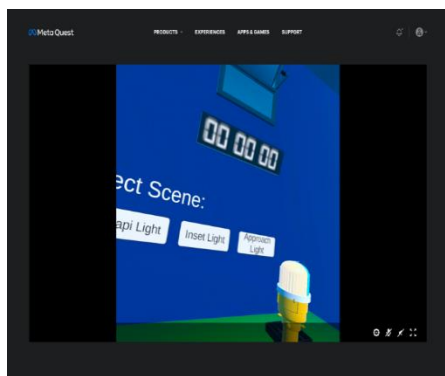 Meta Quest
PRODUCTS
EXPERIENCES
APPS & GAMES
SUPPORT
00 00 00
ect Scene:
api Light
Inset Light
Approach
Light